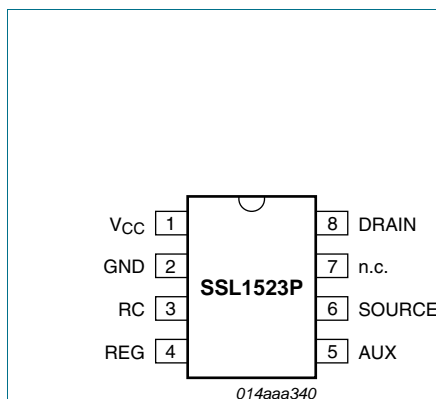 VCC 1 8 DRAIN
GND 2 7 n.c.
SSL1523P
RC 3 6 SOURCE
REG 4 5 AUX
014aaa340